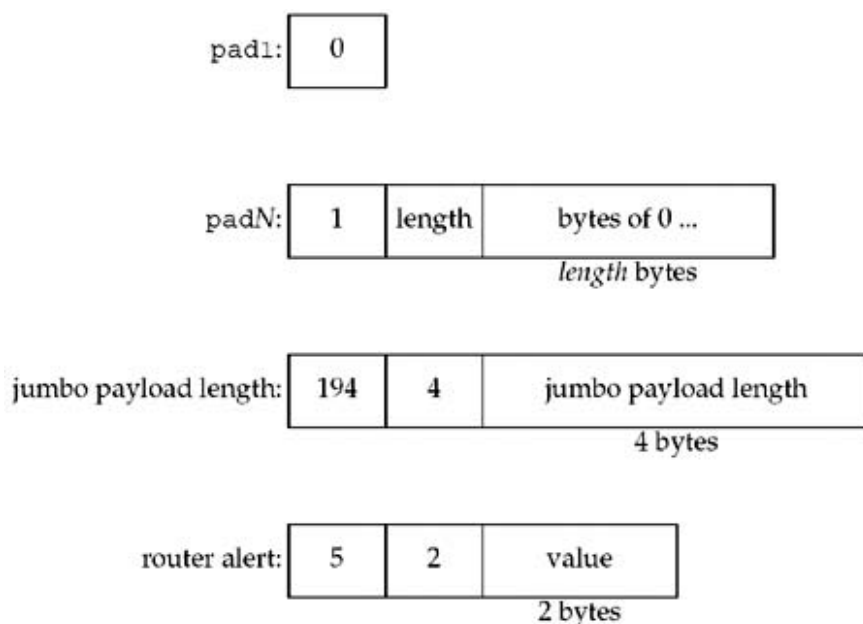 pad1: 0
padN: 1 length bytes of 0 ...
length bytes
jumbo payload length: 194 4 jumbo payload length
4 bytes
router alert: 5 2 value
2 bytes